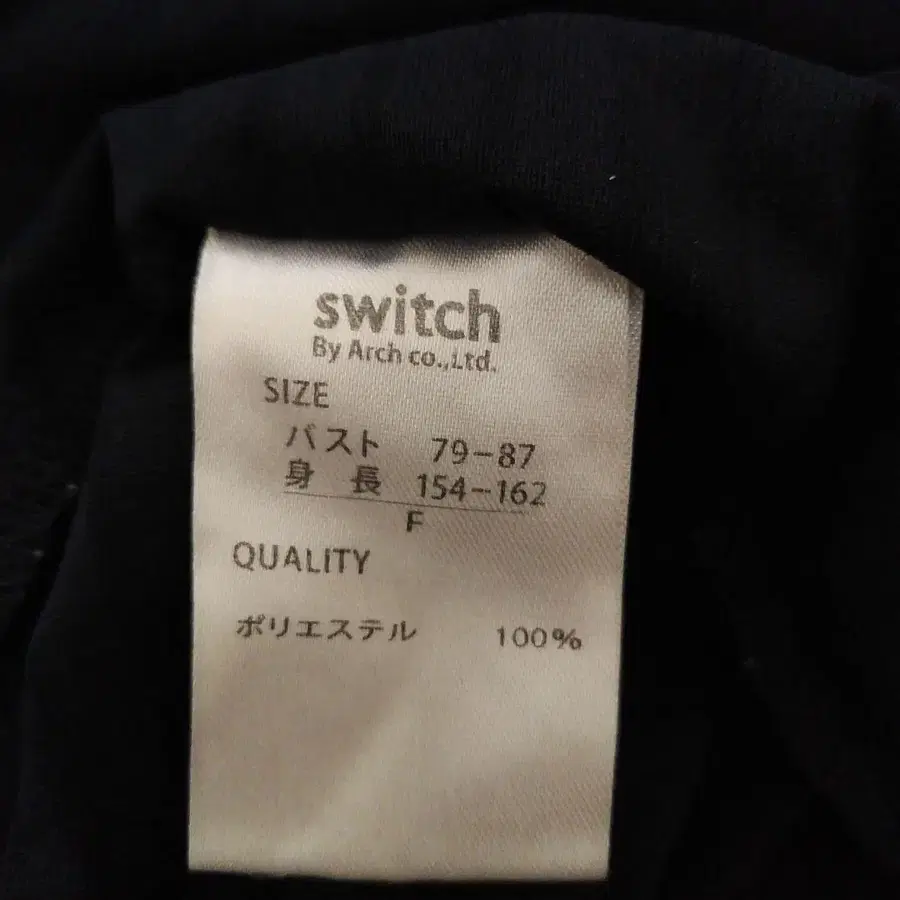 switch
By Arch co.,Ltd.
SIZE
バスト 79-87
身長 154-162
F
QUALITY
ポリエステル 100%